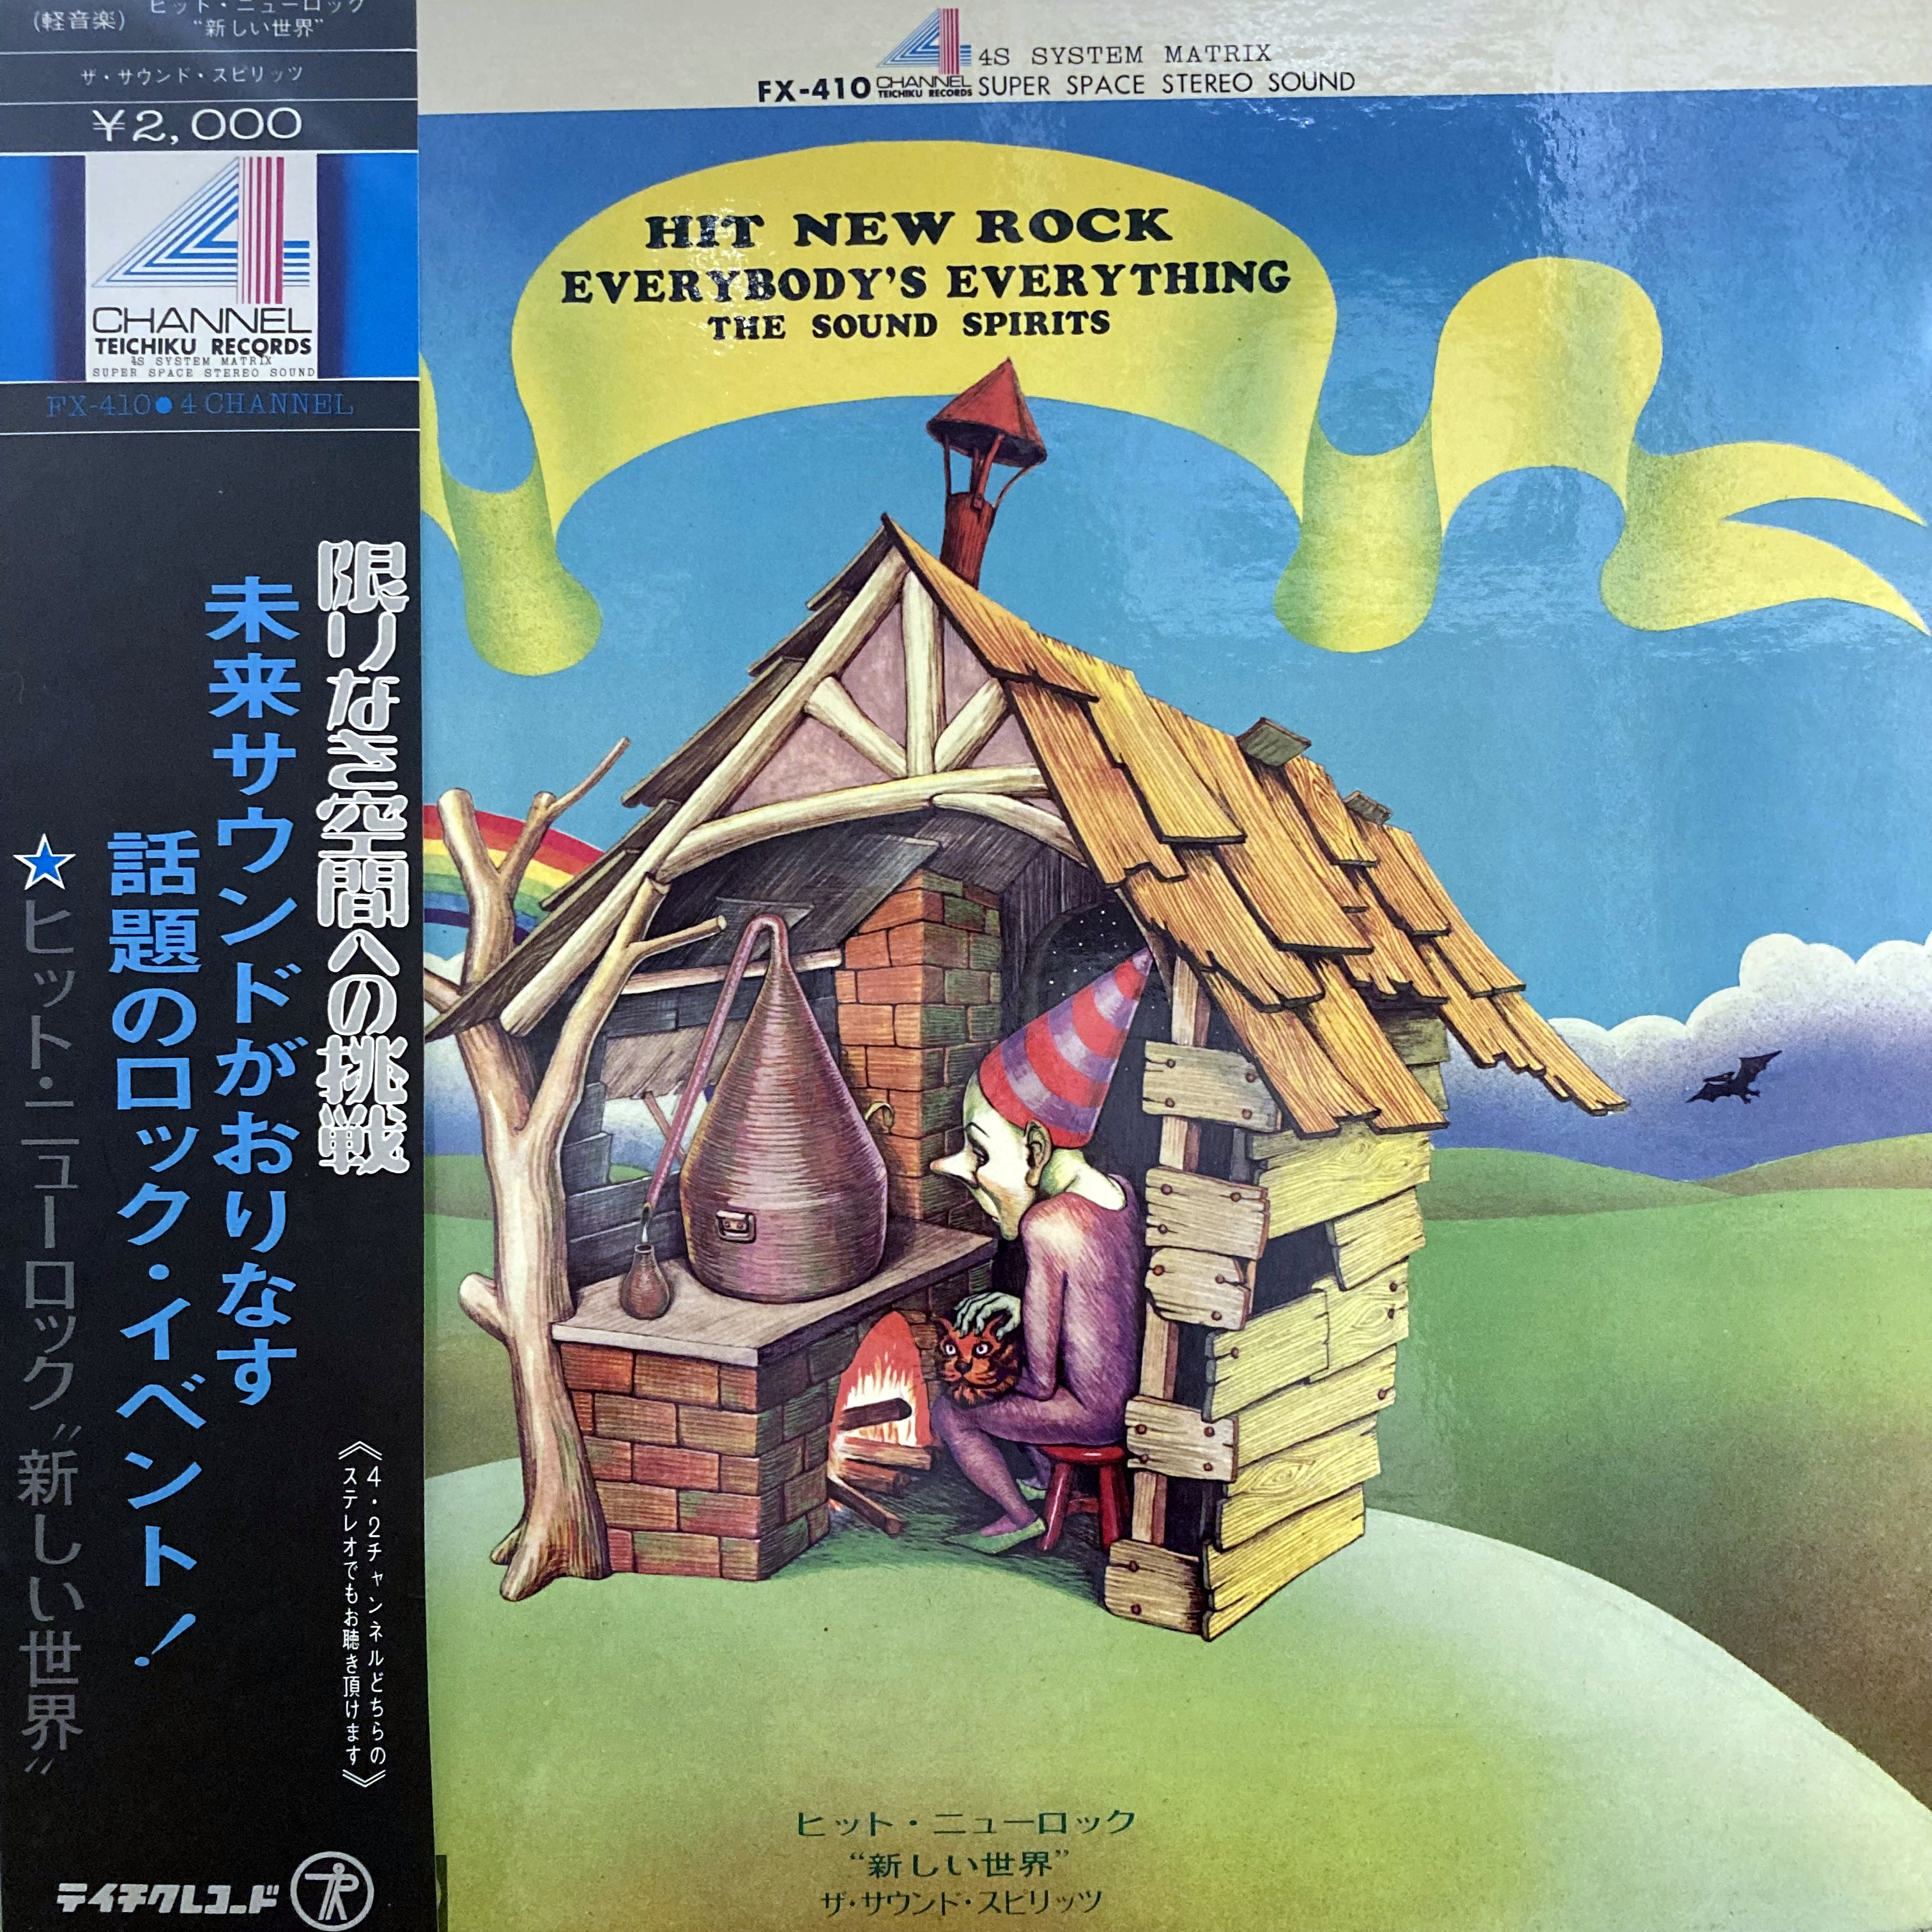 (軽音楽)
ヒット・ニューロック
“新しい世界”
ザ・サウンド・スピリッツ
¥2,000
4
CHANNEL
TEICHIKU RECORDS
4S SYSTEM MATRIX
SUPER SPACE STEREO SOUND
FX-410●4 CHANNEL
限りなき空間への挑戦
未来サウンドがおりなす
話題のロック・イベント!
★ヒット・ニューロック“新しい世界”
《4・2チャンネルどちらの
ステレオでもお聴き頂けます》
テイチクレコード
FX-410
4
CHANNEL
TEICHIKU RECORDS
4S SYSTEM MATRIX
SUPER SPACE STEREO SOUND
HIT NEW ROCK
EVERYBODY'S EVERYTHING
THE SOUND SPIRITS
ヒット・ニューロック
“新しい世界”
ザ・サウンド・スピリッツ